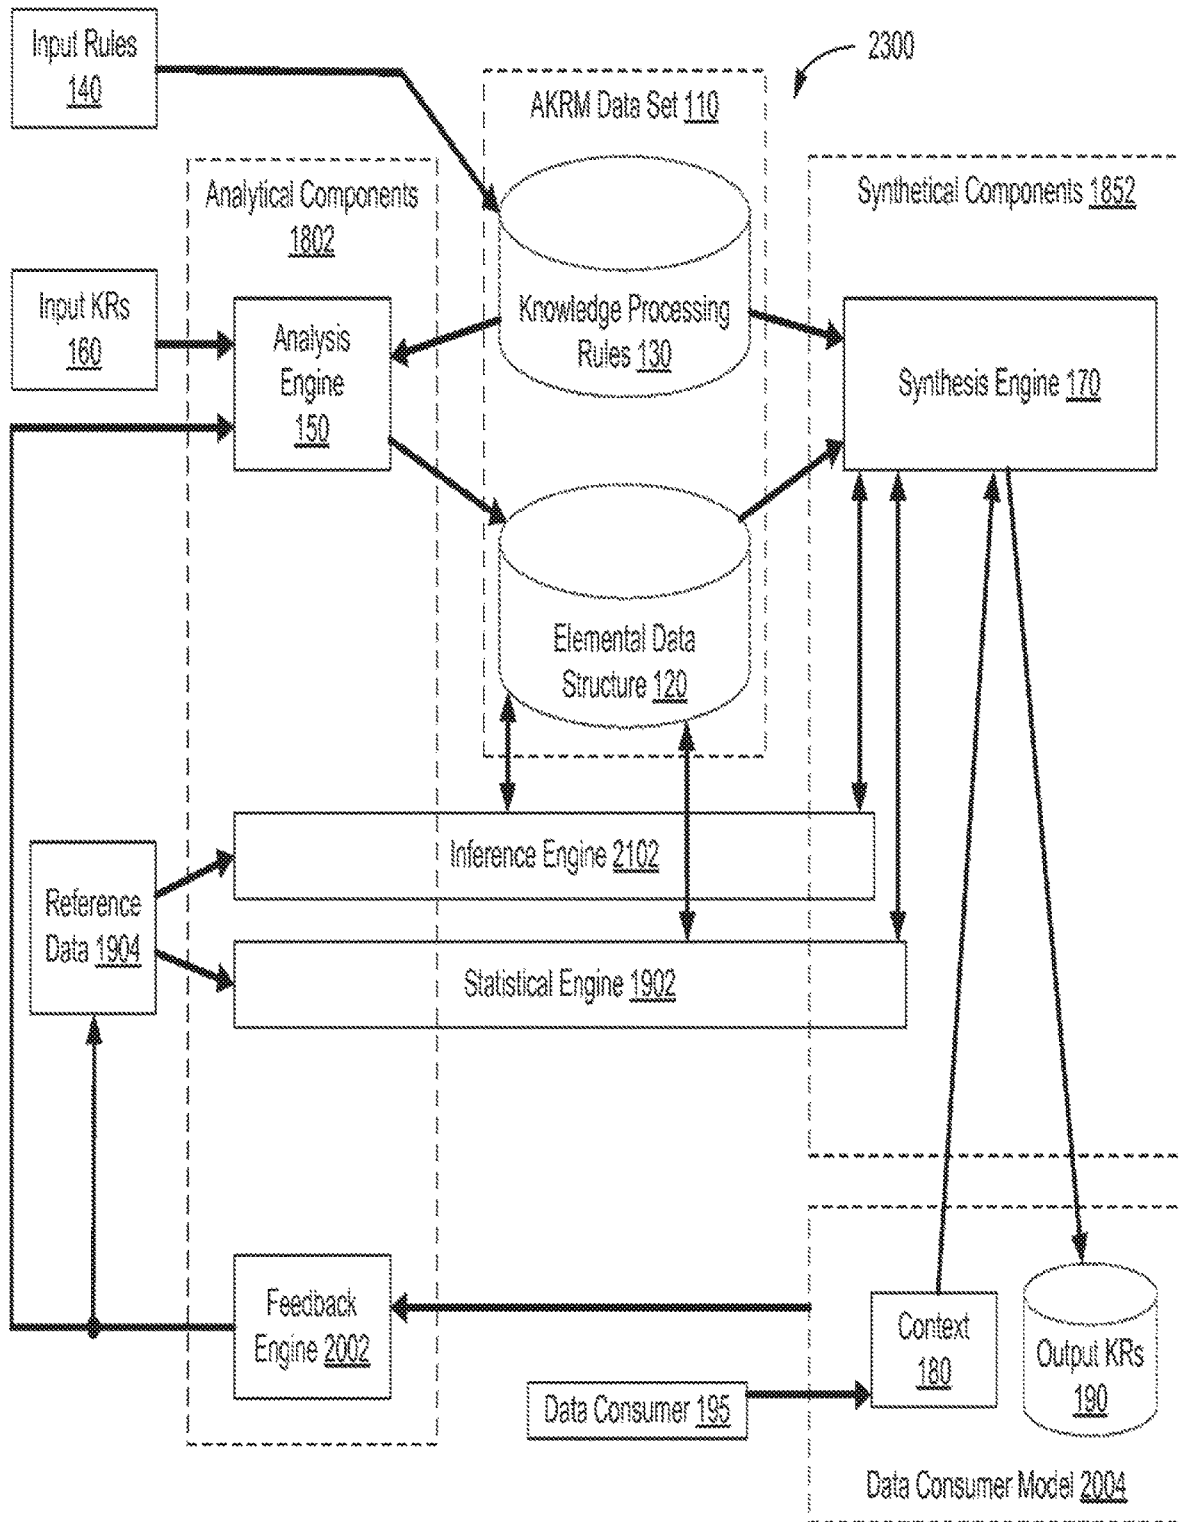 Input Rules
140
2300
AKRM Data Set 110
Analytical Components
1802
Synthetical Components 1852
Input KRs
160
Analysis
Engine
150
Knowledge Processing
Rules 130
Synthesis Engine 170
Elemental Data
Structure 120
Inference Engine 2102
Reference
Data 1904
Statistical Engine 1902
Feedback
Engine 2002
Context
180
Output KRs
190
Data Consumer 195
Data Consumer Model 2004